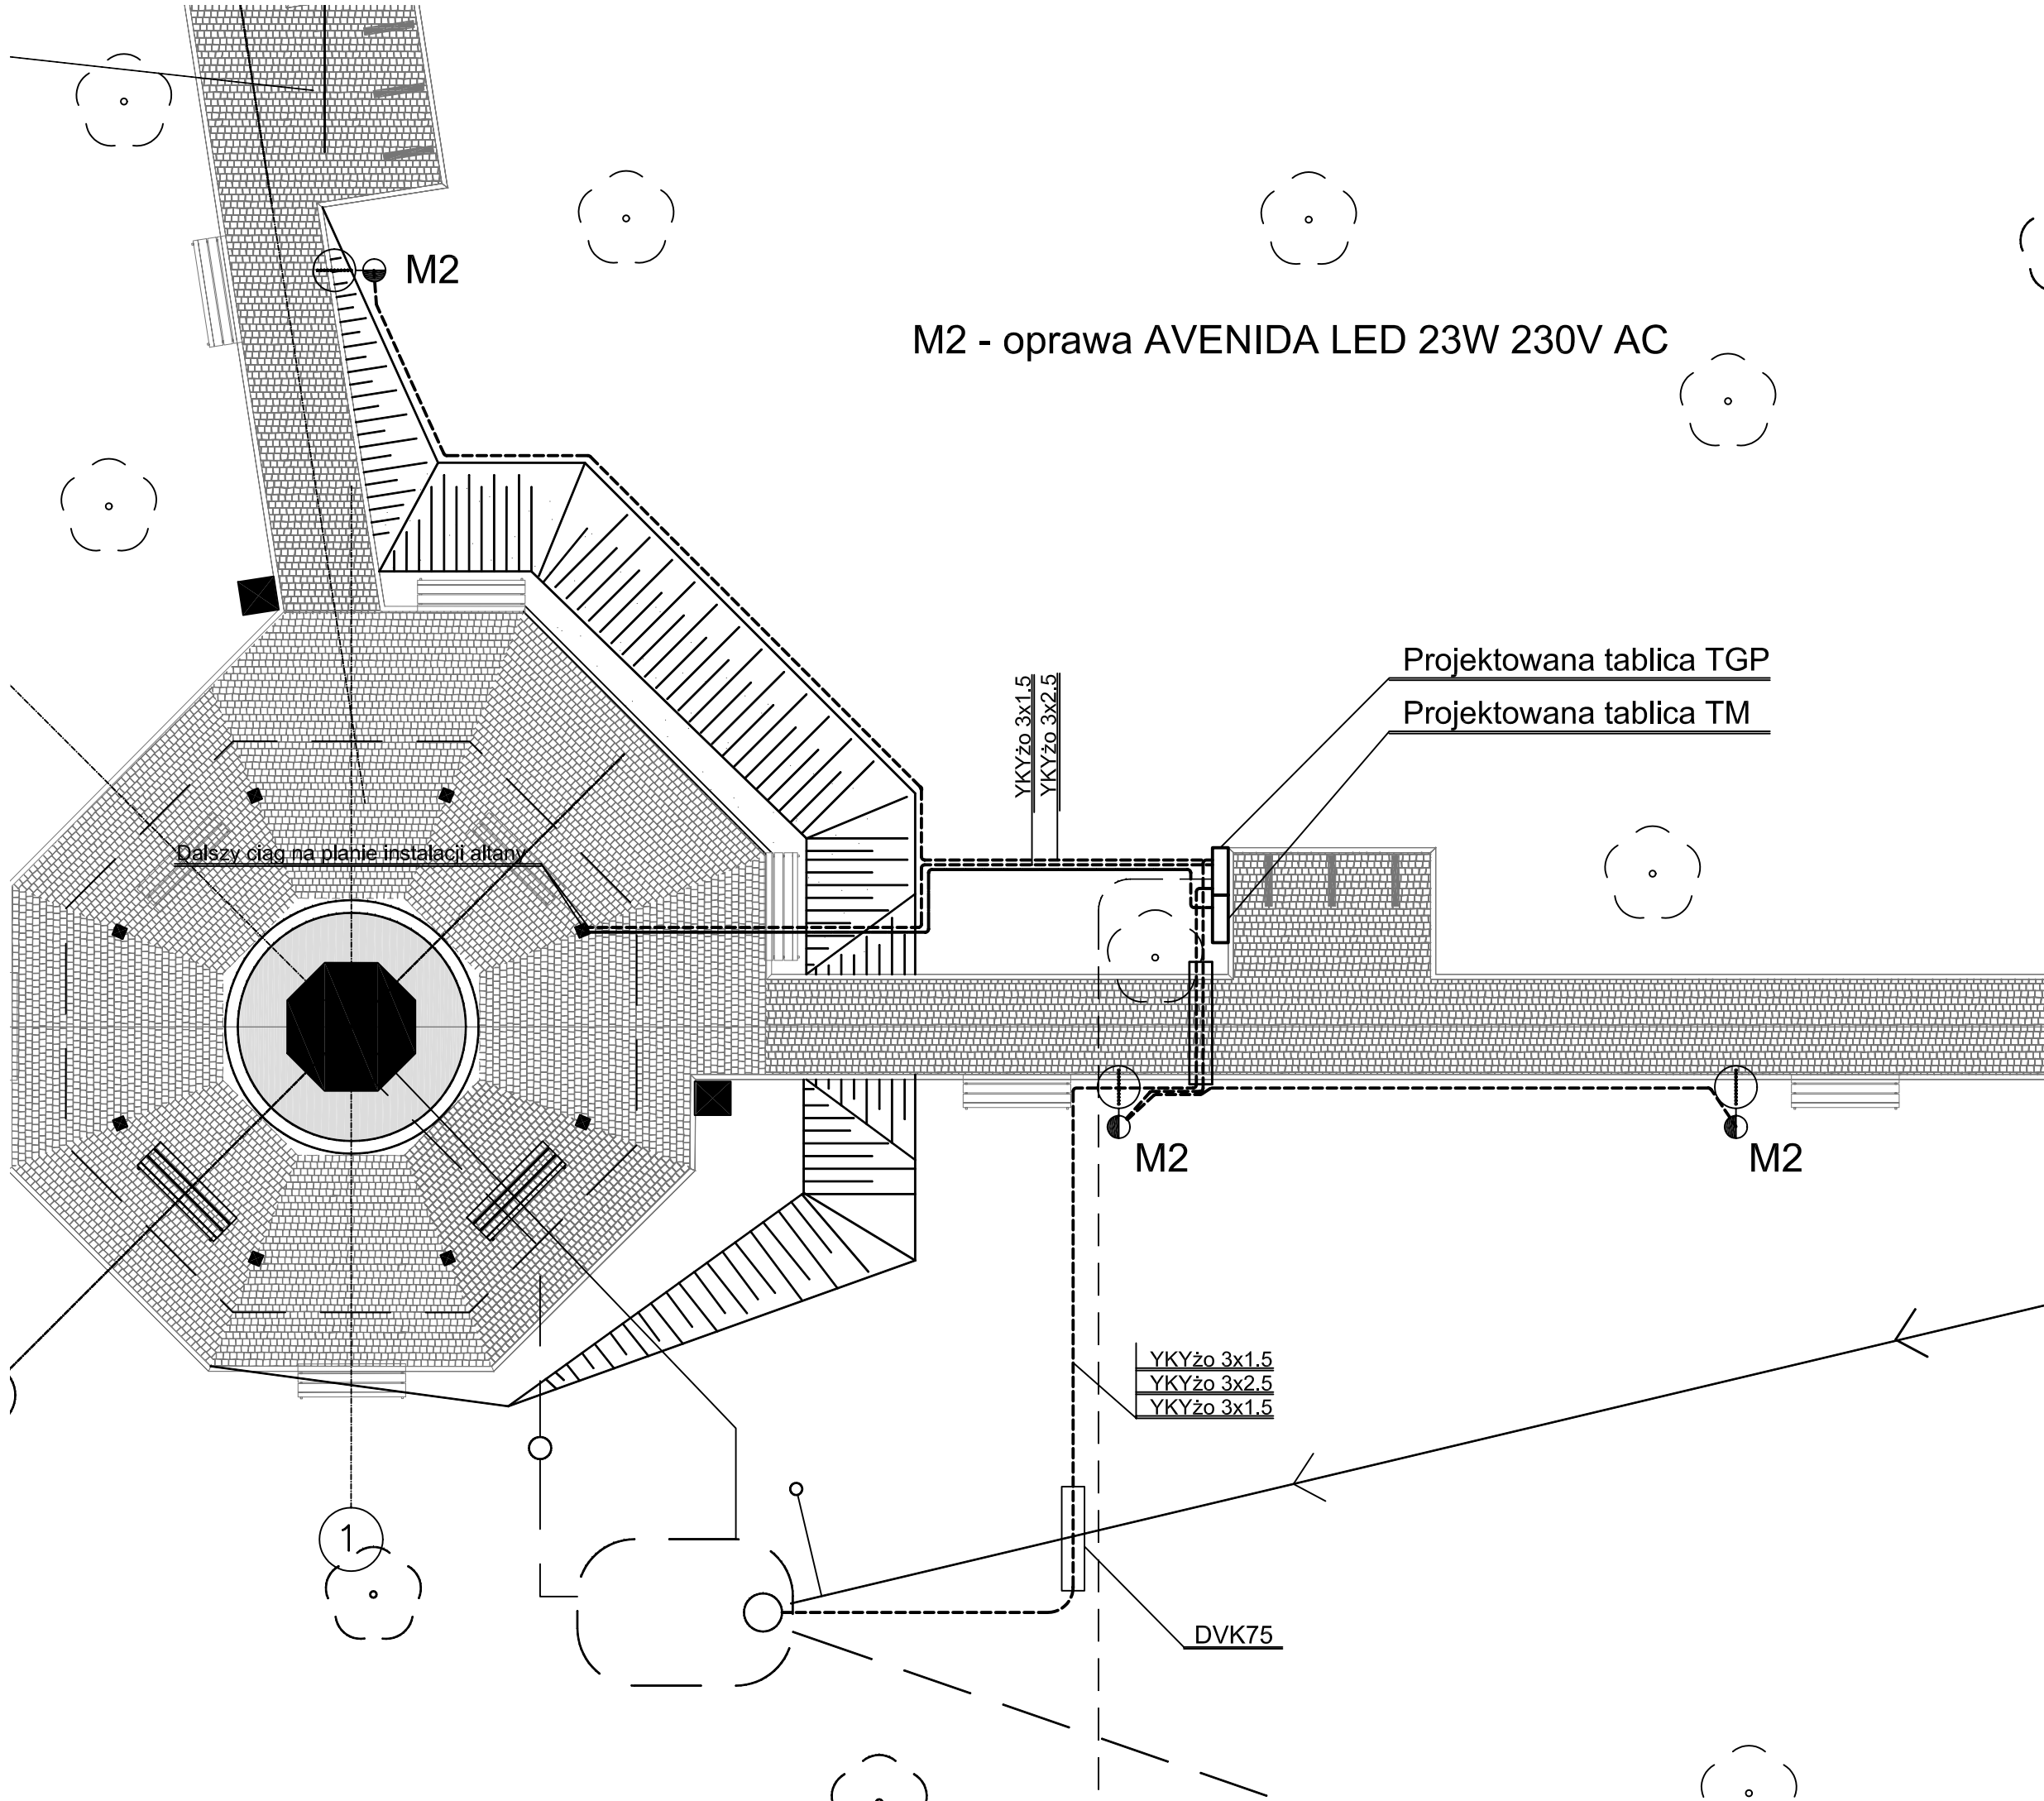 M2
M2 - oprawa AVENIDA LED 23W 230V AC
Projektowana tablica TGP
Projektowana tablica TM
YKYżo 3x1.5
YKYżo 3x2.5
Dalszy ciąg na planie instalacji altany
M2
M2
YKYżo 3x1.5
YKYżo 3x2.5
YKYżo 3x1.5
1
DVK75